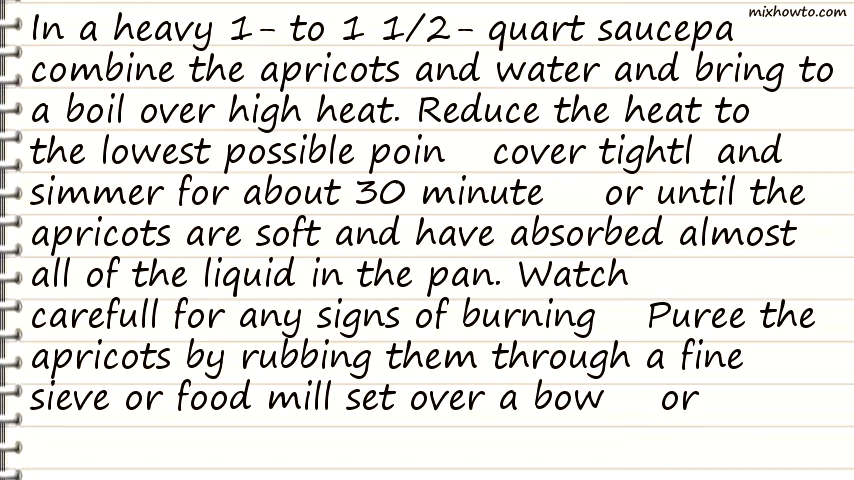 mixhowto.com
In a heavy 1- to 1 1/2- quart saucepa
combine the apricots and water and bring to
a boil over high heat. Reduce the heat to
the lowest possible poin cover tightl and
simmer for about 30 minute or until the
apricots are soft and have absorbed almost
all of the liquid in the pan. Watch
carefull for any signs of burning Puree the
apricots by rubbing them through a fine
sieve or food mill set over a bow or